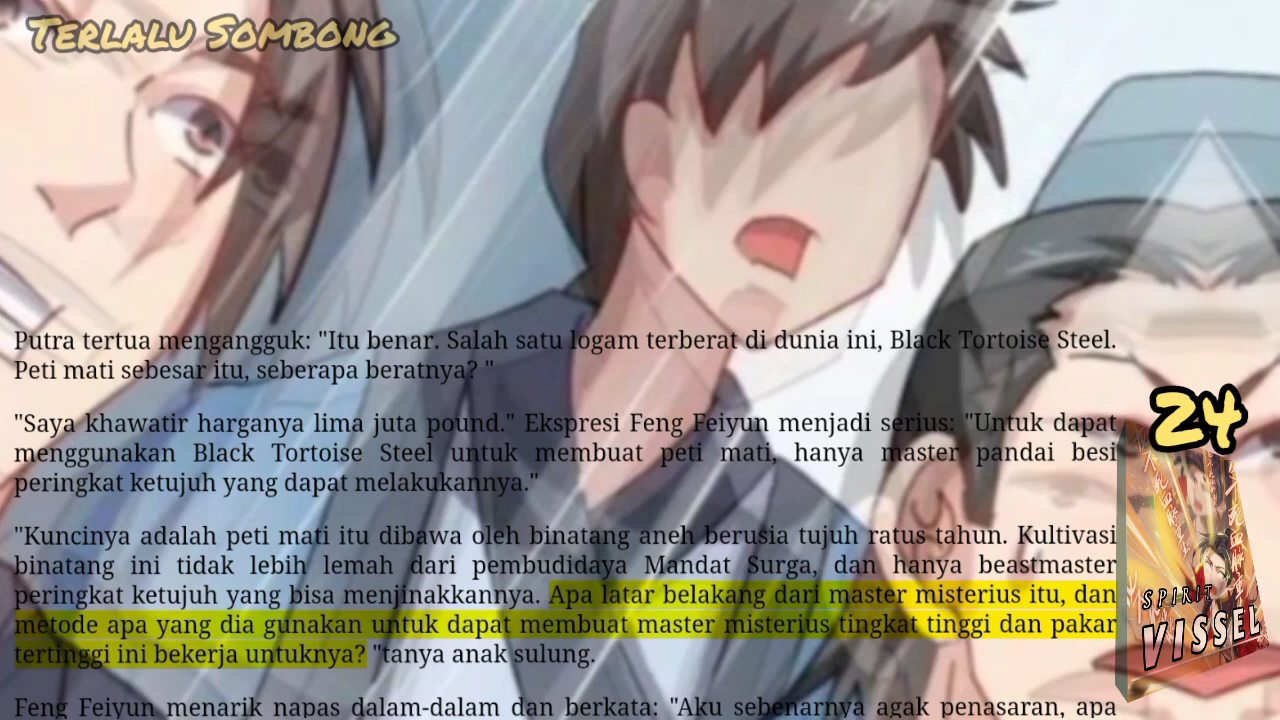 Terlalu Sombong
Putra tertua mengangguk: "Itu benar. Salah satu logam terberat di dunia ini, Black Tortoise Steel.
Peti mati sebesar itu, seberapa beratnya? "
"Saya khawatir harganya lima juta pound." Ekspresi Feng Feiyun menjadi serius: "Untuk dapat
menggunakan Black Tortoise Steel untuk membuat peti mati, hanya master pandai besi
peringkat ketujuh yang dapat melakukannya."
"Kuncinya adalah peti mati itu dibawa oleh binatang aneh berusia tujuh ratus tahun. Kultivasi
binatang ini tidak lebih lemah dari pembudidaya Mandat Surga, dan hanya beastmaster
peringkat ketujuh yang bisa menjinakkannya. Apa latar belakang dari master misterius itu, dan
metode apa yang dia gunakan untuk dapat membuat master misterius tingkat tinggi dan pakar
tertinggi ini bekerja untuknya? "tanya anak sulung.
Feng Feiyun menarik napas dalam-dalam dan berkata: "Aku sebenarnya agak penasaran, apa
24
SPIRIT
VISSEL